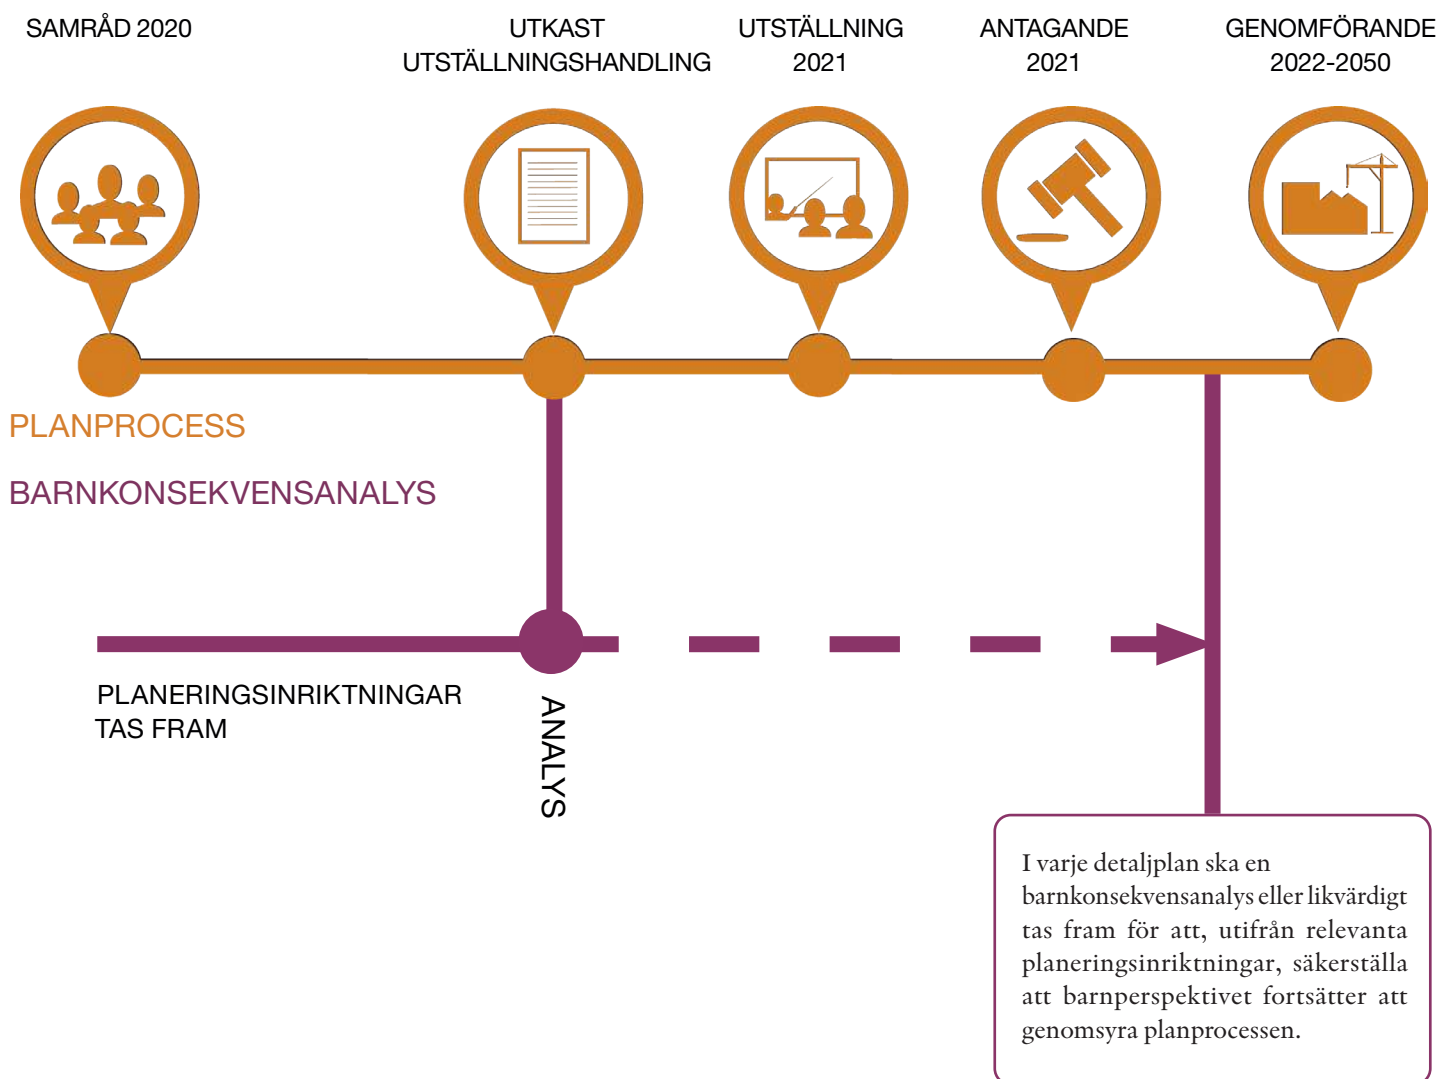 SAMRÅD 2020
UTKAST
UTSTÄLLNINGSHANDLING
UTSTÄLLNING
2021
ANTAGANDE
2021
GENOMFÖRANDE
2022-2050
PLANPROCESS
BARNKONSEKVENSANALYS
PLANERINGSINRIKTNINGAR
TAS FRAM
ANALYS
I varje detaljplan ska en
barnkonsekvensanalys eller likvärdigt
tas fram för att, utifrån relevanta
planeringsinriktningar, säkerställa
att barnperspektivet fortsätter att
genomsyra planprocessen.